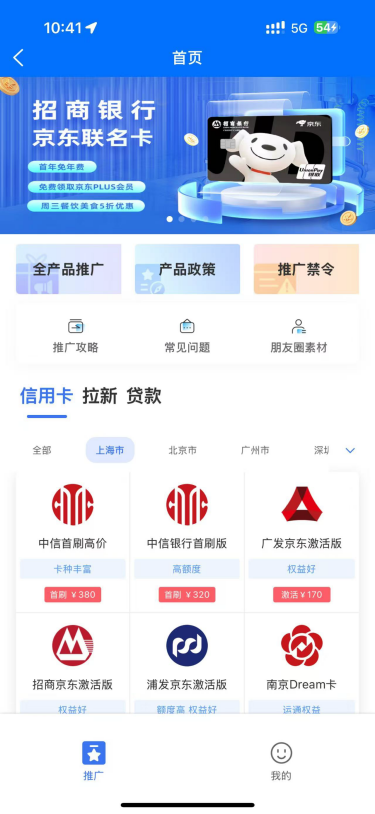 10:41
5G
54
首页
招商银行
京东联名卡
招商银行
京东
首年免年费
免费领取京东PLUS会员
周三餐饮美食5折优惠
UnionPay
银联
全产品推广
产品政策
推广禁令
推广攻略
常见问题
朋友圈素材
信用卡 拉新 贷款
全部
上海市
北京市
广州市
深圳
中信首刷高价
中信银行首刷版
广发京东激活版
卡种丰富
高额度
权益好
首刷 ¥380
首刷 ¥320
激活 ¥170
招商京东激活版
浦发京东激活版
南京Dream卡
权益好
额度高 权益好
运通权益
推广
我的